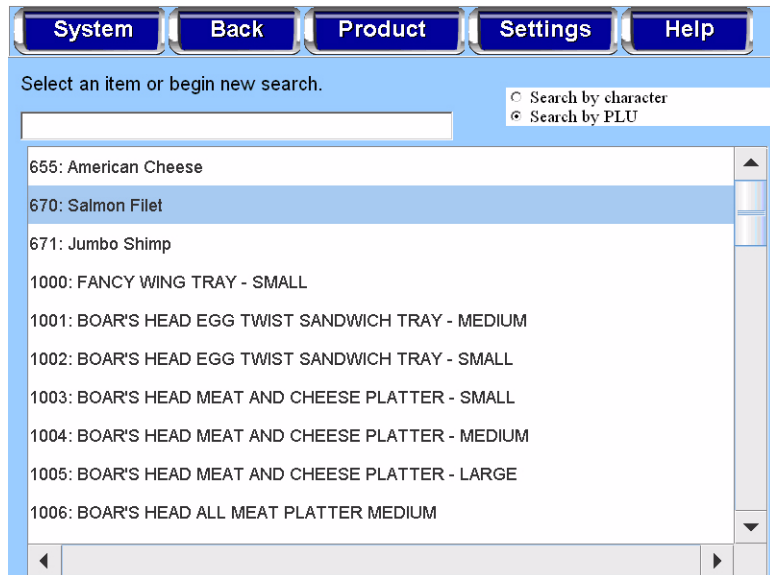 System Back Product Settings Help
Select an item or begin new search.
Search by character
Search by PLU
655: American Cheese
670: Salmon Filet
671: Jumbo Shimp
1000: FANCY WING TRAY - SMALL
1001: BOAR'S HEAD EGG TWIST SANDWICH TRAY - MEDIUM
1002: BOAR'S HEAD EGG TWIST SANDWICH TRAY - SMALL
1003: BOAR'S HEAD MEAT AND CHEESE PLATTER - SMALL
1004: BOAR'S HEAD MEAT AND CHEESE PLATTER - MEDIUM
1005: BOAR'S HEAD MEAT AND CHEESE PLATTER - LARGE
1006: BOAR'S HEAD ALL MEAT PLATTER MEDIUM